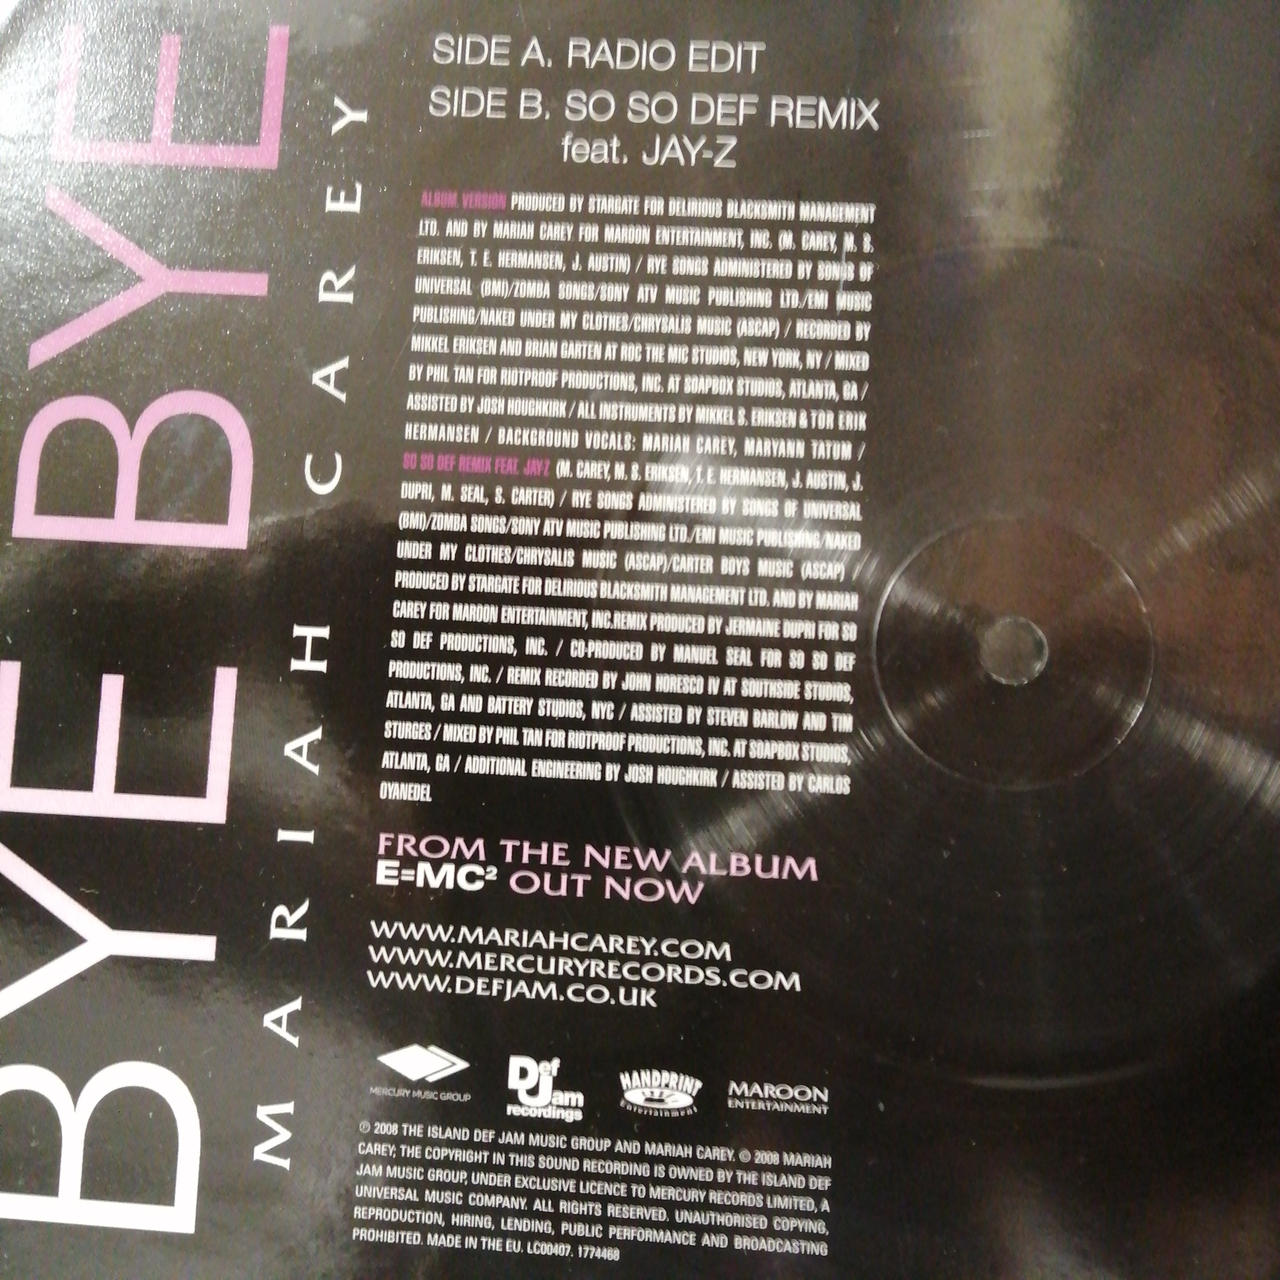 BYE BYE
MARIAH CAREY
SIDE A. RADIO EDIT
SIDE B. SO SO DEF REMIX
feat. JAY-Z
ALBUM VERSION PRODUCED BY STARGATE FOR DELIRIOUS BLACKSMITH MANAGEMENT
LTD. AND BY MARIAH CAREY FOR MAROON ENTERTAINMENT, INC. (M. CAREY, M. S.
ERIKSEN, T. E. HERMANSEN, J. AUSTIN) / RYE SONGS ADMINISTERED BY SONGS OF
UNIVERSAL (BMI)/ZOMBA SONGS/SONY ATV MUSIC PUBLISHING LTD./EMI MUSIC
PUBLISHING/NAKED UNDER MY CLOTHES/CHRYSALIS MUSIC (ASCAP) / RECORDED BY
MIKKEL ERIKSEN AND BRIAN GARTEN AT ROC THE MIC STUDIOS, NEW YORK, NY / MIXED
BY PHIL TAN FOR RIOTPROOF PRODUCTIONS, INC. AT SOAPBOX STUDIOS, ATLANTA, GA /
ASSISTED BY JOSH HOUGHKIRK / ALL INSTRUMENTS BY MIKKEL S. ERIKSEN & TOR ERIK
HERMANSEN / BACKGROUND VOCALS: MARIAH CAREY, MARYANN TATUM /
SO SO DEF REMIX FEAT. JAY-Z (M. CAREY, M. S. ERIKSEN, T. E. HERMANSEN, J. AUSTIN, J.
DUPRI, M. SEAL, S. CARTER) / RYE SONGS ADMINISTERED BY SONGS OF UNIVERSAL
(BMI)/ZOMBA SONGS/SONY ATV MUSIC PUBLISHING LTD./EMI MUSIC PUBLISHING/NAKED
UNDER MY CLOTHES/CHRYSALIS MUSIC (ASCAP)/CARTER BOYS MUSIC (ASCAP) /
PRODUCED BY STARGATE FOR DELIRIOUS BLACKSMITH MANAGEMENT LTD. AND BY MARIAH
CAREY FOR MAROON ENTERTAINMENT, INC.REMIX PRODUCED BY JERMAINE DUPRI FOR SO
SO DEF PRODUCTIONS, INC. / CO-PRODUCED BY MANUEL SEAL FOR SO SO DEF
PRODUCTIONS, INC. / REMIX RECORDED BY JOHN HORESCO IV AT SOUTHSIDE STUDIOS,
ATLANTA, GA AND BATTERY STUDIOS, NYC / ASSISTED BY STEVEN BARLOW AND TIM
STURGES / MIXED BY PHIL TAN FOR RIOTPROOF PRODUCTIONS, INC. AT SOAPBOX STUDIOS,
ATLANTA, GA / ADDITIONAL ENGINEERING BY JOSH HOUGHKIRK / ASSISTED BY CARLOS
OYANEDEL
FROM THE NEW ALBUM
E=MC² OUT NOW
WWW.MARIAHCAREY.COM
WWW.MERCURYRECORDS.COM
WWW.DEFJAM.CO.UK
MERCURY MUSIC GROUP
Def Jam recordings
HANDPRINT Entertainment
MAROON ENTERTAINMENT
℗ 2008 THE ISLAND DEF JAM MUSIC GROUP AND MARIAH CAREY. © 2008 MARIAH
CAREY; THE COPYRIGHT IN THIS SOUND RECORDING IS OWNED BY THE ISLAND DEF
JAM MUSIC GROUP, UNDER EXCLUSIVE LICENCE TO MERCURY RECORDS LIMITED, A
UNIVERSAL MUSIC COMPANY. ALL RIGHTS RESERVED. UNAUTHORISED COPYING,
REPRODUCTION, HIRING, LENDING, PUBLIC PERFORMANCE AND BROADCASTING
PROHIBITED. MADE IN THE EU. LC00407. 1774468